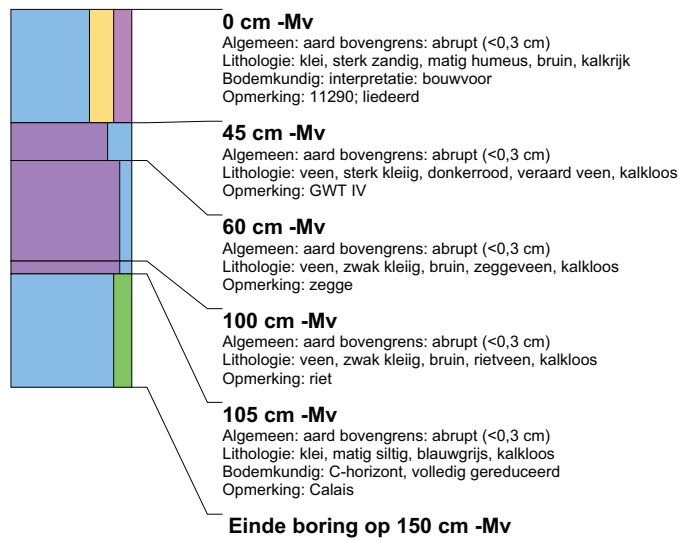 0 cm -Mv
Algemeen: aard bovengrens: abrupt (<0,3 cm)
Lithologie: klei, sterk zandig, matig humeus, bruin, kalkrijk
Bodemkundig: interpretatie: bouwvoor
Opmerking: 11290; liedeerd
45 cm -Mv
Algemeen: aard bovengrens: abrupt (<0,3 cm)
Lithologie: veen, sterk kleiig, donkerrood, veraard veen, kalkloos
Opmerking: GWT IV
60 cm -Mv
Algemeen: aard bovengrens: abrupt (<0,3 cm)
Lithologie: veen, zwak kleiig, bruin, zeggeveen, kalkloos
Opmerking: zegge
100 cm -Mv
Algemeen: aard bovengrens: abrupt (<0,3 cm)
Lithologie: veen, zwak kleiig, bruin, rietveen, kalkloos
Opmerking: riet
105 cm -Mv
Algemeen: aard bovengrens: abrupt (<0,3 cm)
Lithologie: klei, matig siltig, blauwgrijs, kalkloos
Bodemkundig: C-horizont, volledig gereduceerd
Opmerking: Calais
Einde boring op 150 cm -Mv